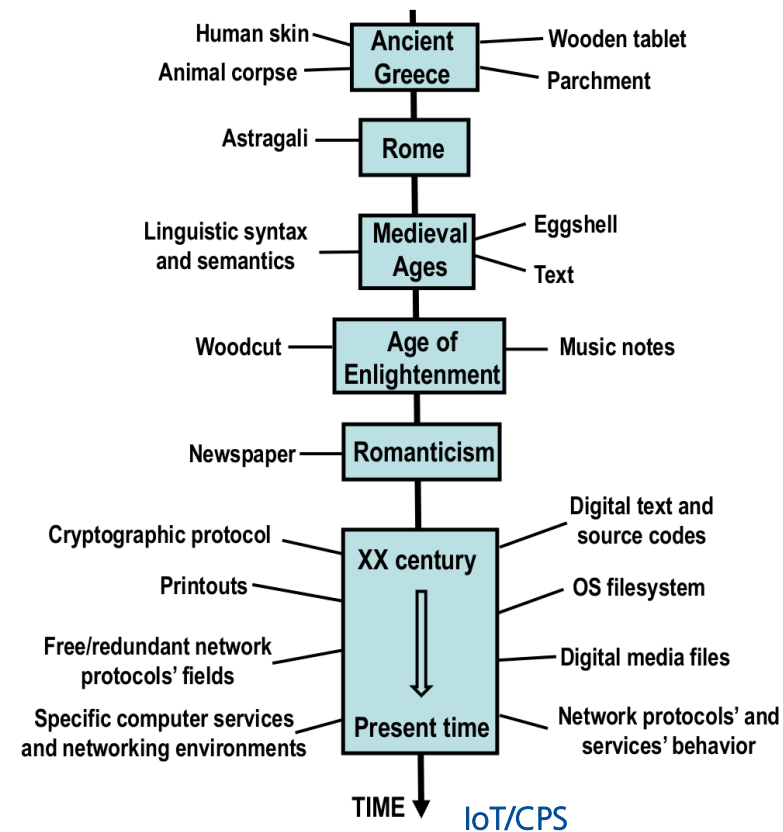 Human skin
Ancient
Greece
Wooden tablet
Animal corpse
Parchment
Astragali
Rome
Linguistic syntax
and semantics
Medieval
Ages
Eggshell
Text
Woodcut
Age of
Enlightenment
Music notes
Newspaper
Romanticism
Cryptographic protocol
XX century
Digital text and
source codes
Printouts
OS filesystem
Free/redundant network
protocols' fields
Digital media files
Specific computer services
and networking environments
Present time
Network protocols' and
services' behavior
TIME
IoT/CPS